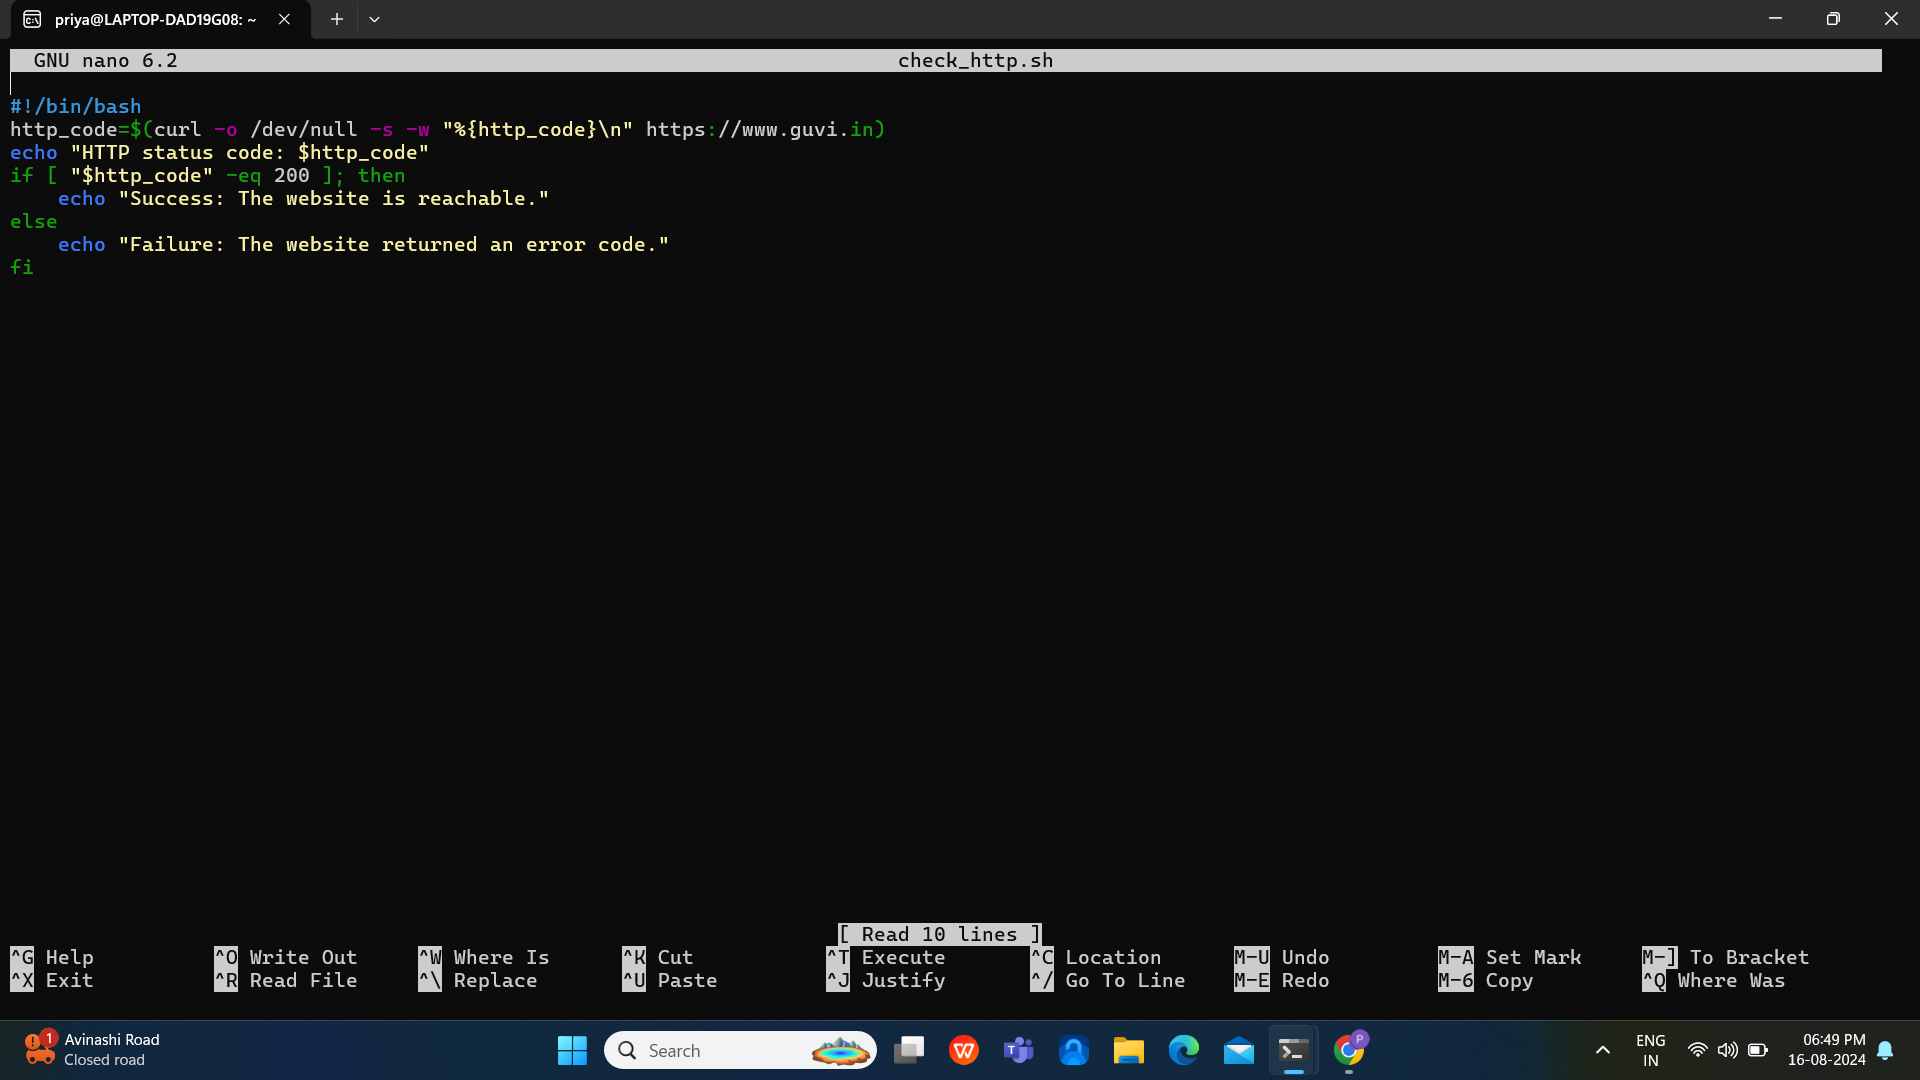 priya@LAPTOP-DAD19G08: ~
GNU nano 6.2 check_http.sh
#!/bin/bash
http_code=$(curl -o /dev/null -s -w "%{http_code}\n" https://www.guvi.in)
echo "HTTP status code: $http_code"
if [ "$http_code" -eq 200 ]; then
    echo "Success: The website is reachable."
else
    echo "Failure: The website returned an error code."
fi
[ Read 10 lines ]
^G Help ^O Write Out ^W Where Is ^K Cut ^T Execute ^C Location M-U Undo M-A Set Mark M-] To Bracket
^X Exit ^R Read File ^\ Replace ^U Paste ^J Justify ^/ Go To Line M-E Redo M-6 Copy ^Q Where Was
1 Avinashi Road
Closed road
Search
P
ENG
IN
06:49 PM
16-08-2024